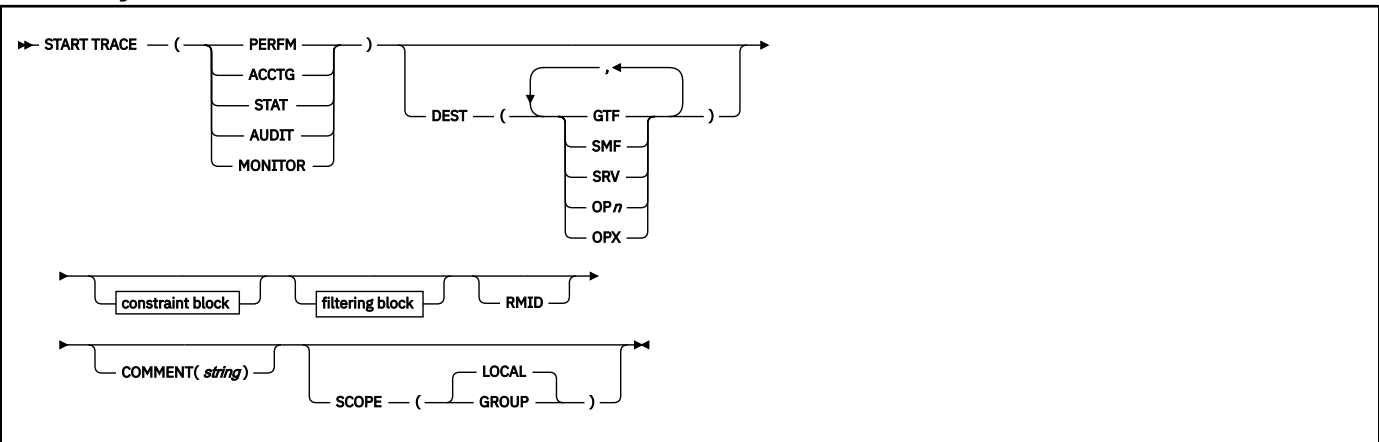 START TRACE ( PERFM )
ACCTG
STAT
AUDIT
MONITOR
,
DEST ( GTF )
SMF
SRV
OPn
OPX
constraint block filtering block RMID
COMMENT( string )
LOCAL
SCOPE ( GROUP )